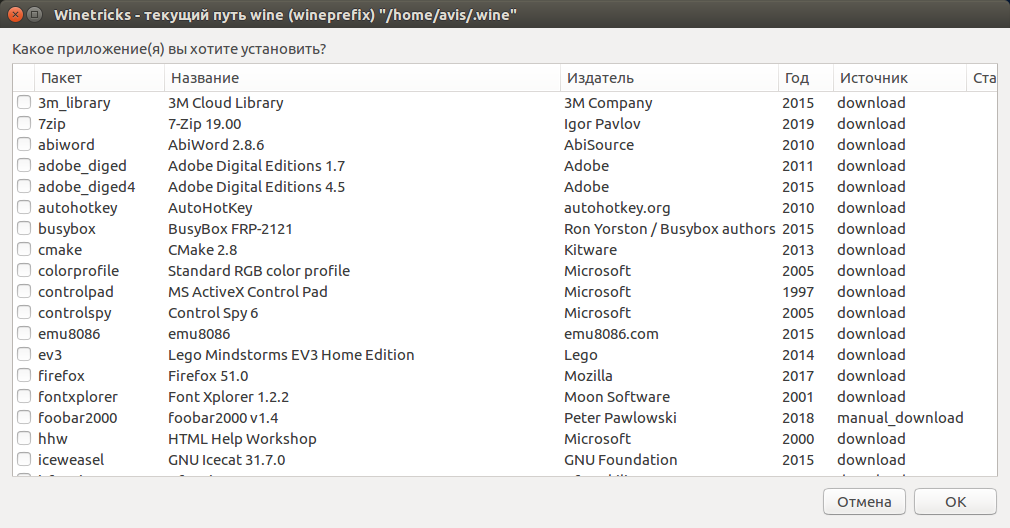 Winetricks - текущий путь wine (wineprefix) "/home/avis/.wine"
Какое приложение(я) вы хотите установить?
Пакет Название Издатель Год Источник Ста
3m_library 3M Cloud Library 3M Company 2015 download
7zip 7-Zip 19.00 Igor Pavlov 2019 download
abiword AbiWord 2.8.6 AbiSource 2010 download
adobe_diged Adobe Digital Editions 1.7 Adobe 2011 download
adobe_diged4 Adobe Digital Editions 4.5 Adobe 2015 download
autohotkey AutoHotKey autohotkey.org 2010 download
busybox BusyBox FRP-2121 Ron Yorston / Busybox authors 2015 download
cmake CMake 2.8 Kitware 2013 download
colorprofile Standard RGB color profile Microsoft 2005 download
controlpad MS ActiveX Control Pad Microsoft 1997 download
controlspy Control Spy 6 Microsoft 2005 download
emu8086 emu8086 emu8086.com 2015 download
ev3 Lego Mindstorms EV3 Home Edition Lego 2014 download
firefox Firefox 51.0 Mozilla 2017 download
fontxplorer Font Xplorer 1.2.2 Moon Software 2001 download
foobar2000 foobar2000 v1.4 Peter Pawlowski 2018 manual_download
hhw HTML Help Workshop Microsoft 2000 download
iceweasel GNU Icecat 31.7.0 GNU Foundation 2015 download
Отмена OK